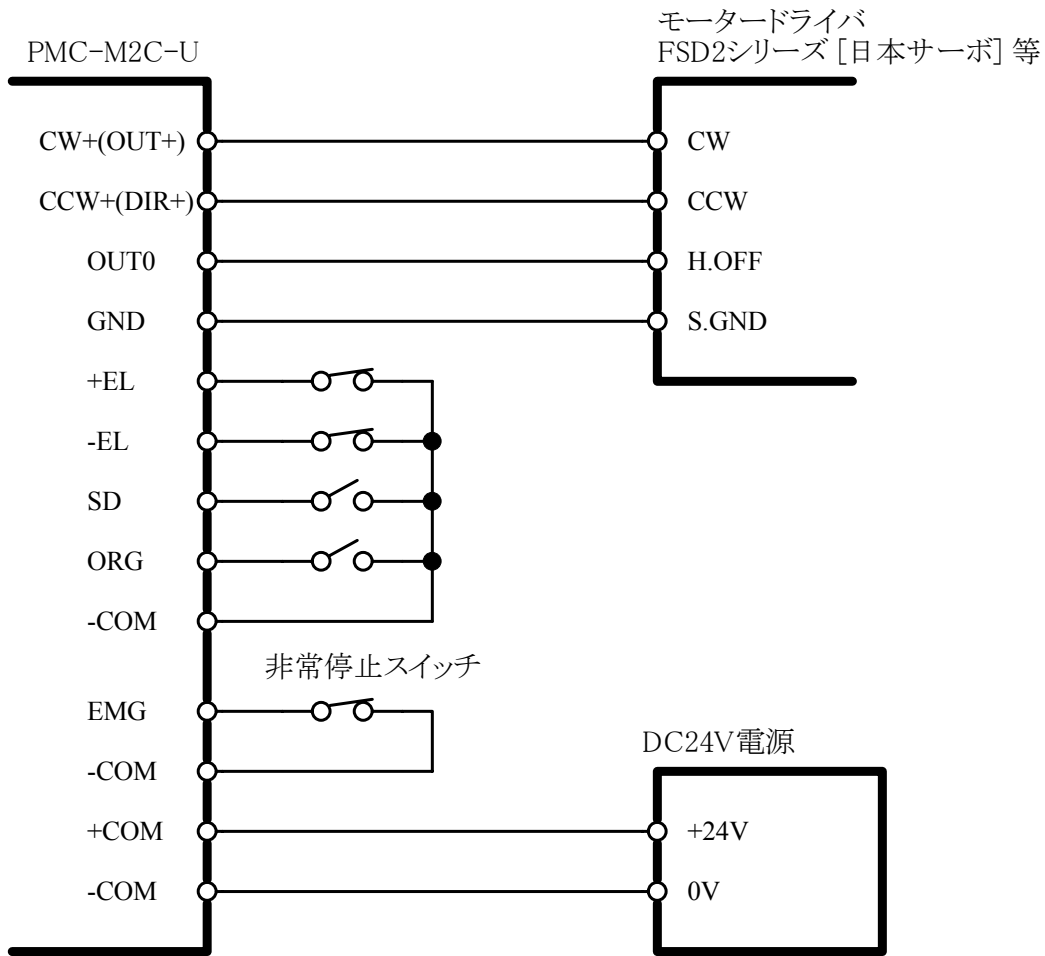 PMC-M2C-U
モータードライバ
FSD2シリーズ [日本サーボ] 等
CW+(OUT+)
CCW+(DIR+)
OUT0
GND
+EL
-EL
SD
ORG
-COM
CW
CCW
H.OFF
S.GND
非常停止スイッチ
EMG
-COM
+COM
-COM
DC24V電源
+24V
0V